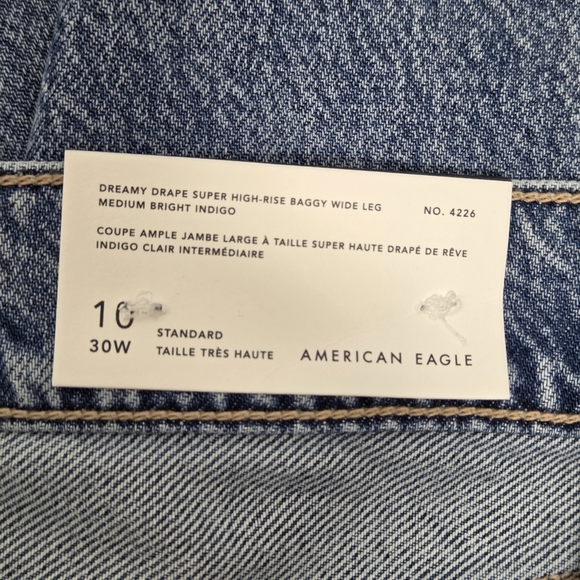 DREAMY DRAPE SUPER HIGH-RISE BAGGY WIDE LEG
MEDIUM BRIGHT INDIGO
NO. 4226
COUPE AMPLE JAMBE LARGE À TAILLE SUPER HAUTE DRAPÉ DE RÊVE
INDIGO CLAIR INTERMÉDIAIRE
10
30W
STANDARD
TAILLE TRÈS HAUTE
AMERICAN EAGLE